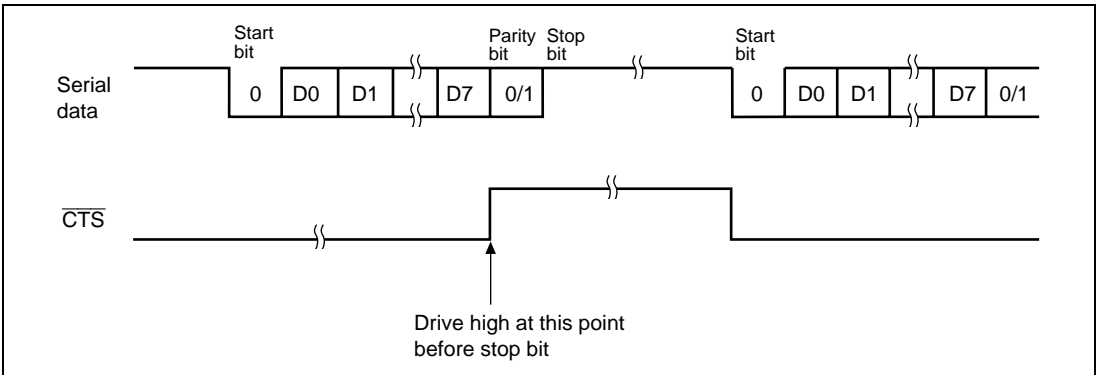 Start bit
Parity bit
Stop bit
Start bit
Serial data
0 D0 D1 D7 0/1 0 D0 D1 D7 0/1
CTS
Drive high at this point
before stop bit